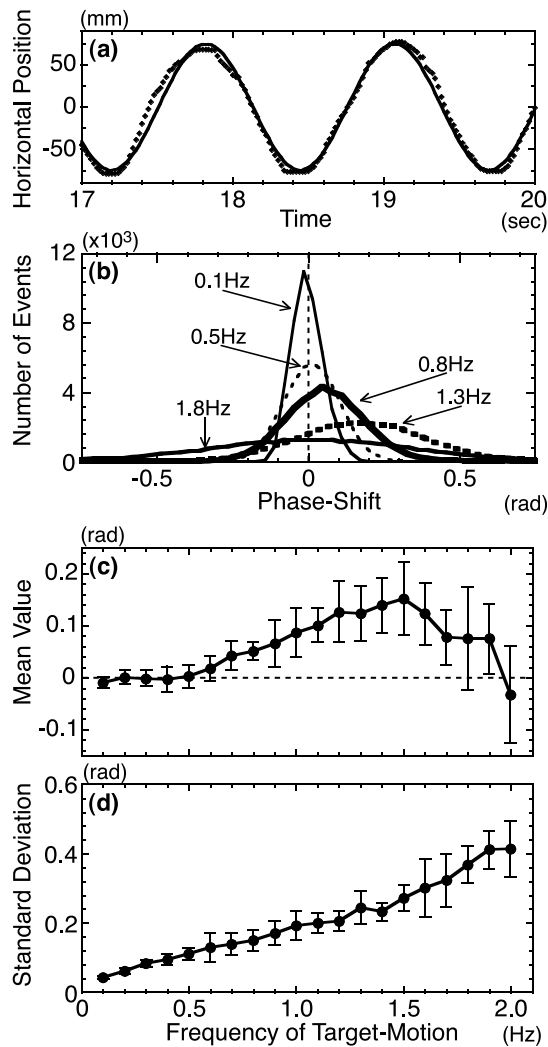 (mm)
(a)
Horizontal Position
50
0
-50
17
18
19
20
Time
(sec)
(x10³)
(b)
Number of Events
12
8
4
0
0.1Hz
0.5Hz
0.8Hz
1.3Hz
1.8Hz
-0.5
0
0.5
Phase-Shift
(rad)
(rad)
(c)
Mean Value
0.2
0.1
0
-0.1
(rad)
(d)
Standard Deviation
0.6
0.4
0.2
0
0
0.5
1.0
1.5
2.0
Frequency of Target-Motion
(Hz)